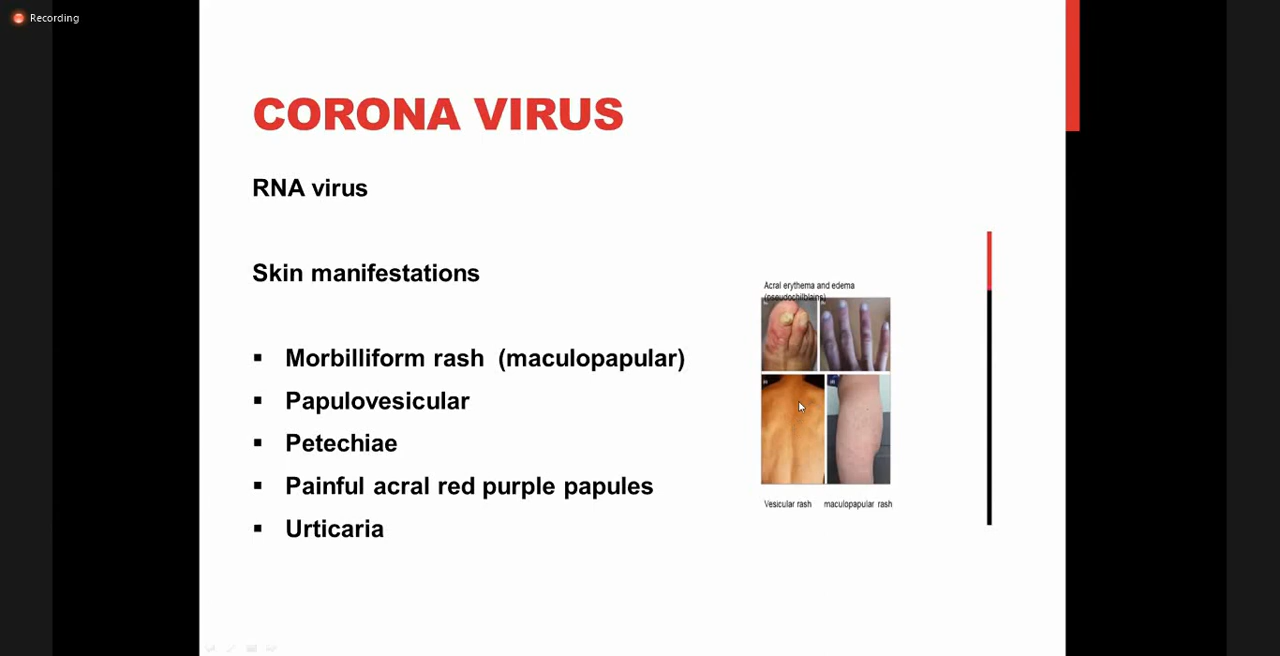 Recording
CORONA VIRUS
RNA virus
Skin manifestations
▪ Morbilliform rash (maculopapular)
▪ Papulovesicular
▪ Petechiae
▪ Painful acral red purple papules
▪ Urticaria
Acral erythema and edema
(pseudochilblains)
Vesicular rash maculopapular rash